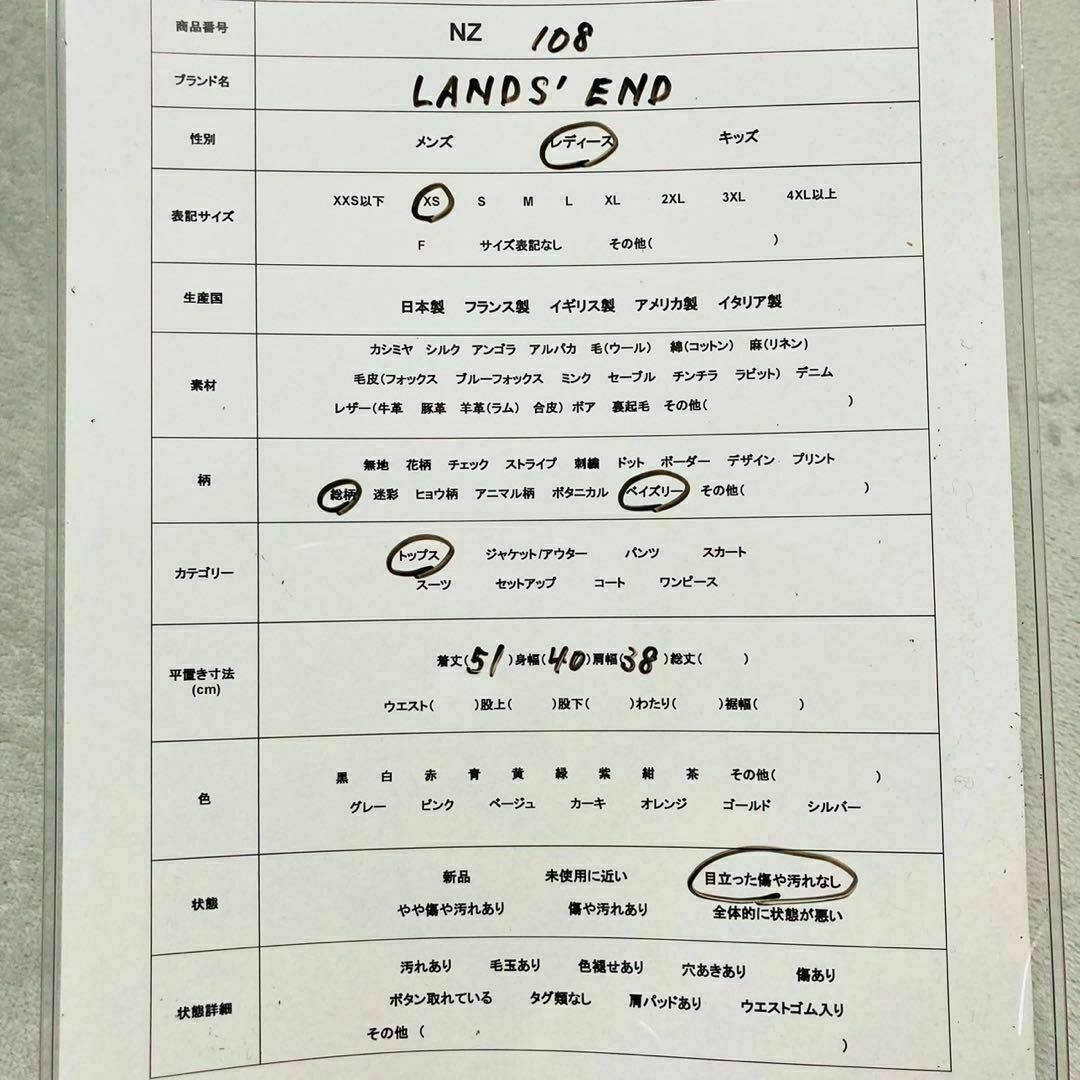 商品番号 NZ 108
ブランド名 LANDS' END
性別 メンズ レディース キッズ
表記サイズ
XXS以下 XS S M L XL 2XL 3XL 4XL以上
F サイズ表記なし その他( )
生産国 日本製 フランス製 イギリス製 アメリカ製 イタリア製
素材
カシミヤ シルク アンゴラ アルパカ 毛(ウール) 綿(コットン) 麻(リネン)
毛皮(フォックス ブルーフォックス ミンク セーブル チンチラ ラビット) デニム
レザー(牛革 豚革 羊革(ラム) 合皮) ボア 裏起毛 その他( )
柄
無地 花柄 チェック ストライプ 刺繍 ドット ボーダー デザイン プリント
総柄 迷彩 ヒョウ柄 アニマル柄 ボタニカル ペイズリー その他( )
カテゴリー
トップス ジャケット/アウター パンツ スカート
スーツ セットアップ コート ワンピース
平置き寸法
(cm)
着丈(51)身幅(40)肩幅(38)総丈( )
ウエスト( )股上( )股下( )わたり( )裾幅( )
色
黒 白 赤 青 黄 緑 紫 紺 茶 その他( )
グレー ピンク ベージュ カーキ オレンジ ゴールド シルバー
状態
新品 未使用に近い 目立った傷や汚れなし
やや傷や汚れあり 傷や汚れあり 全体的に状態が悪い
状態詳細
汚れあり 毛玉あり 色褪せあり 穴あきあり 傷あり
ボタン取れている タグ類なし 肩パッドあり ウエストゴム入り
その他 ( )